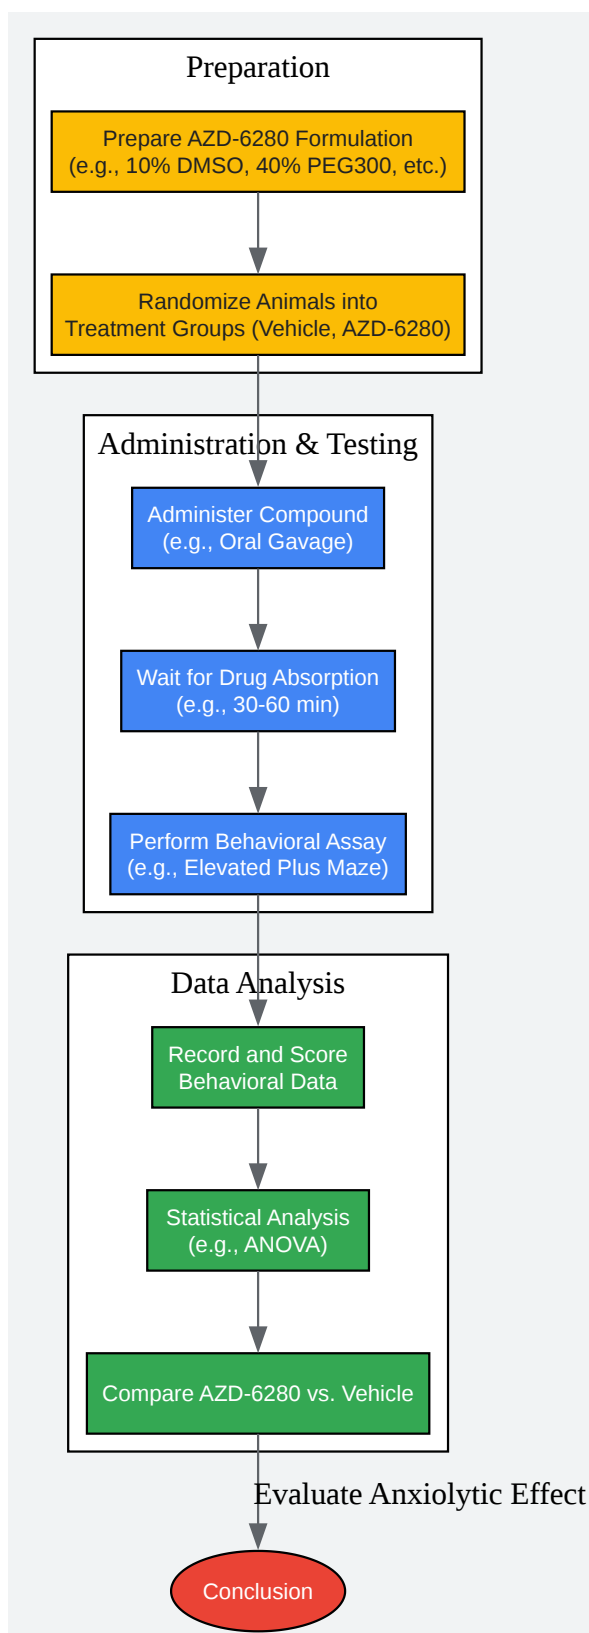 Preparation
Prepare AZD-6280 Formulation
(e.g., 10% DMSO, 40% PEG300, etc.)
Randomize Animals into
Treatment Groups (Vehicle, AZD-6280)
Administration & Testing
Administer Compound
(e.g., Oral Gavage)
Wait for Drug Absorption
(e.g., 30-60 min)
Perform Behavioral Assay
(e.g., Elevated Plus Maze)
Data Analysis
Record and Score
Behavioral Data
Statistical Analysis
(e.g., ANOVA)
Compare AZD-6280 vs. Vehicle
Evaluate Anxiolytic Effect
Conclusion